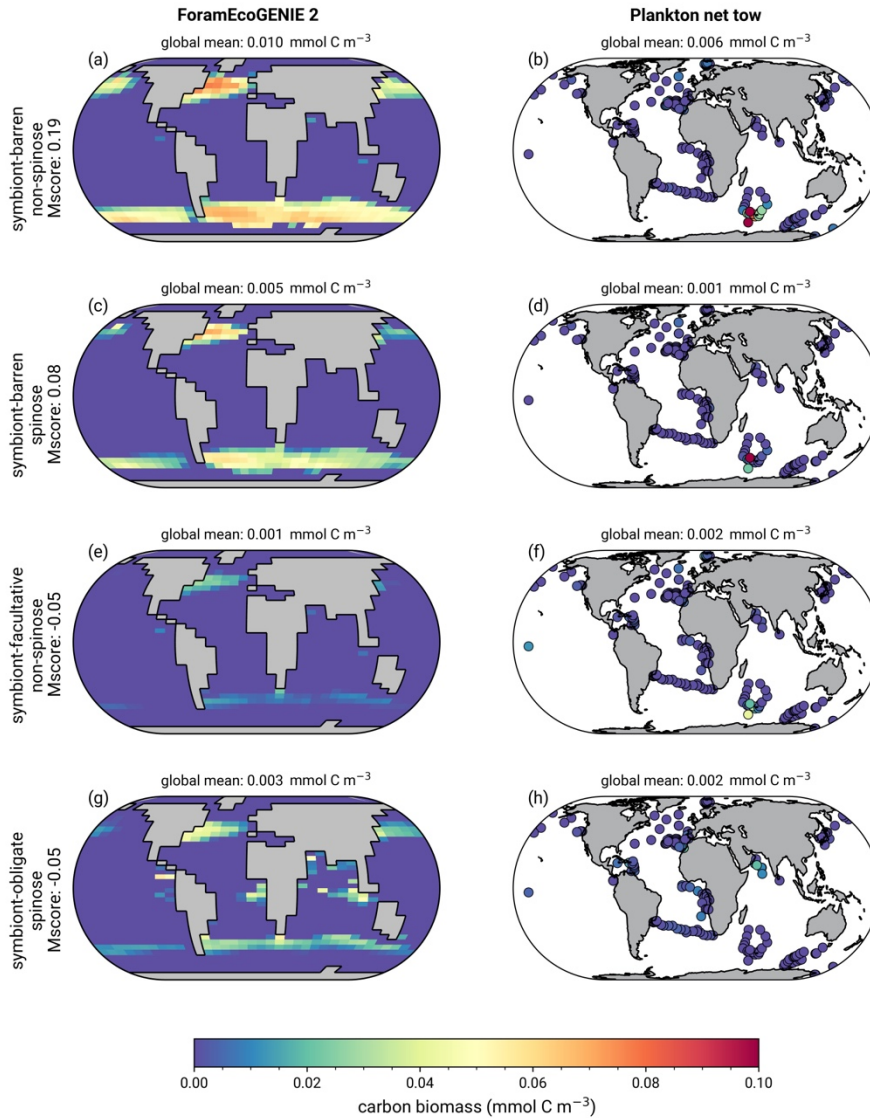 ForamEcoGENIE 2
Plankton net tow
symbiont-barren
non-spinose
Mscore: 0.19
(a)
global mean: 0.010 mmol C m⁻³
(b)
global mean: 0.006 mmol C m⁻³
symbiont-barren
spinose
Mscore: 0.08
(c)
global mean: 0.005 mmol C m⁻³
(d)
global mean: 0.001 mmol C m⁻³
symbiont-facultative
non-spinose
Mscore: -0.05
(e)
global mean: 0.001 mmol C m⁻³
(f)
global mean: 0.002 mmol C m⁻³
symbiont-obligate
spinose
Mscore: -0.05
(g)
global mean: 0.003 mmol C m⁻³
(h)
global mean: 0.002 mmol C m⁻³
0.00 0.02 0.04 0.06 0.08 0.10
carbon biomass (mmol C m⁻³)